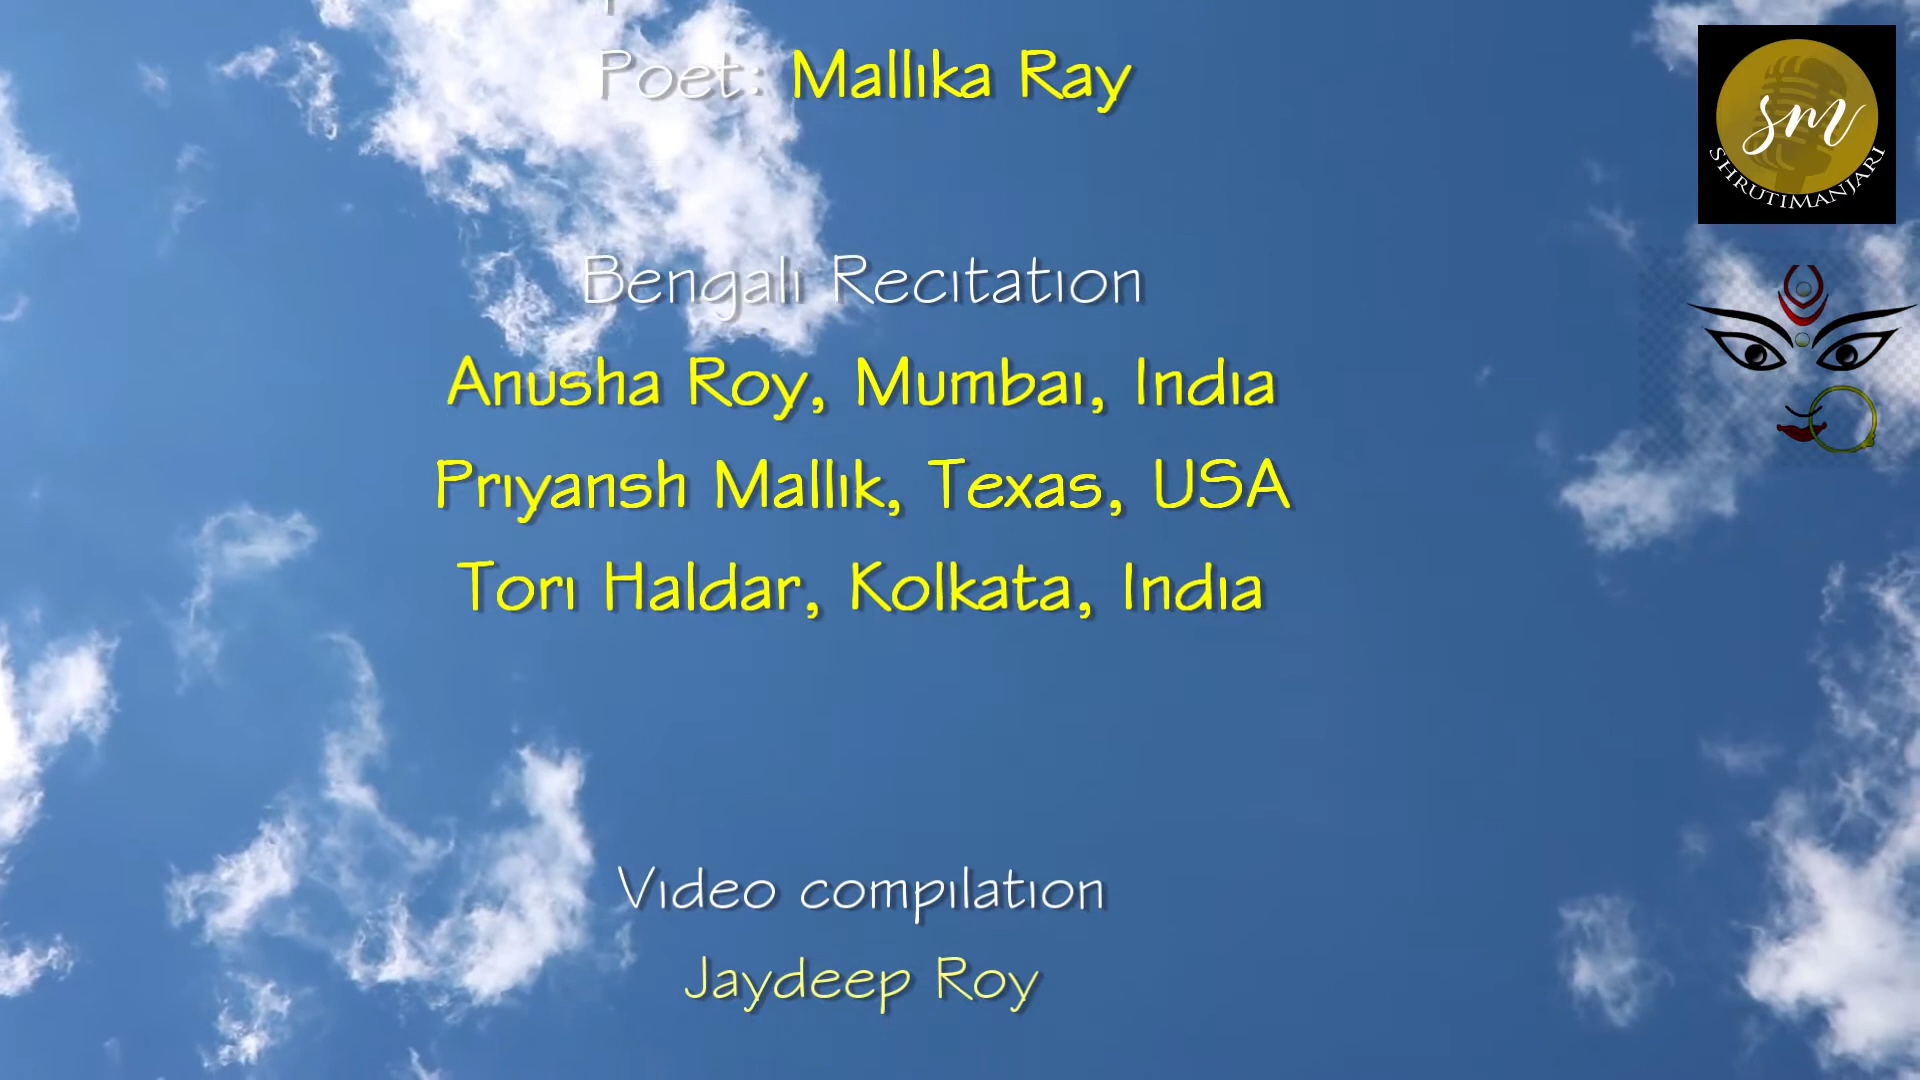 Poet: Mallika Ray
sm
SHRUTIMANJARI
Bengali Recitation
Anusha Roy, Mumbai, India
Priyansh Mallik, Texas, USA
Tori Haldar, Kolkata, India
Video compilation
Jaydeep Roy